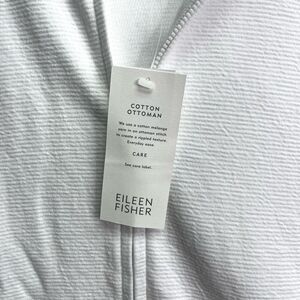 COTTON
OTTOMAN
We use a cotton melange
yarn in an ottoman stitch
to create a rippled texture.
Everyday ease.
CARE
See care label.
EILEEN
FISHER